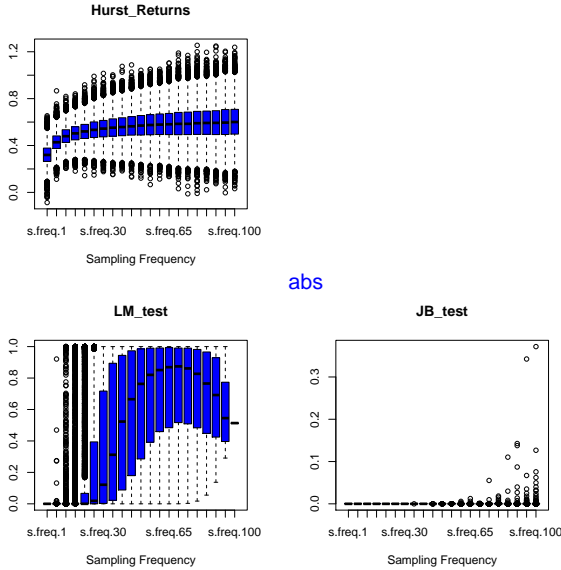 Hurst_Returns
1.2
0.8
0.4
0.0
s.freq.1 s.freq.30 s.freq.65 s.freq.100
Sampling Frequency
abs
LM_test
1.0
0.8
0.6
0.4
0.2
0.0
s.freq.1 s.freq.30 s.freq.65 s.freq.100
Sampling Frequency
JB_test
0.3
0.2
0.1
0.0
s.freq.1 s.freq.30 s.freq.65 s.freq.100
Sampling Frequency